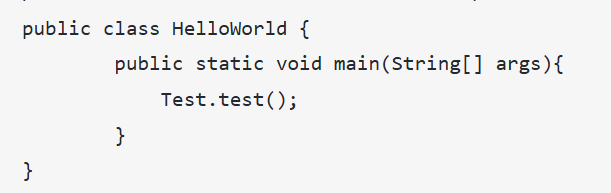 public class HelloWorld {
public static void main(String[] args){
Test.test();
}
}